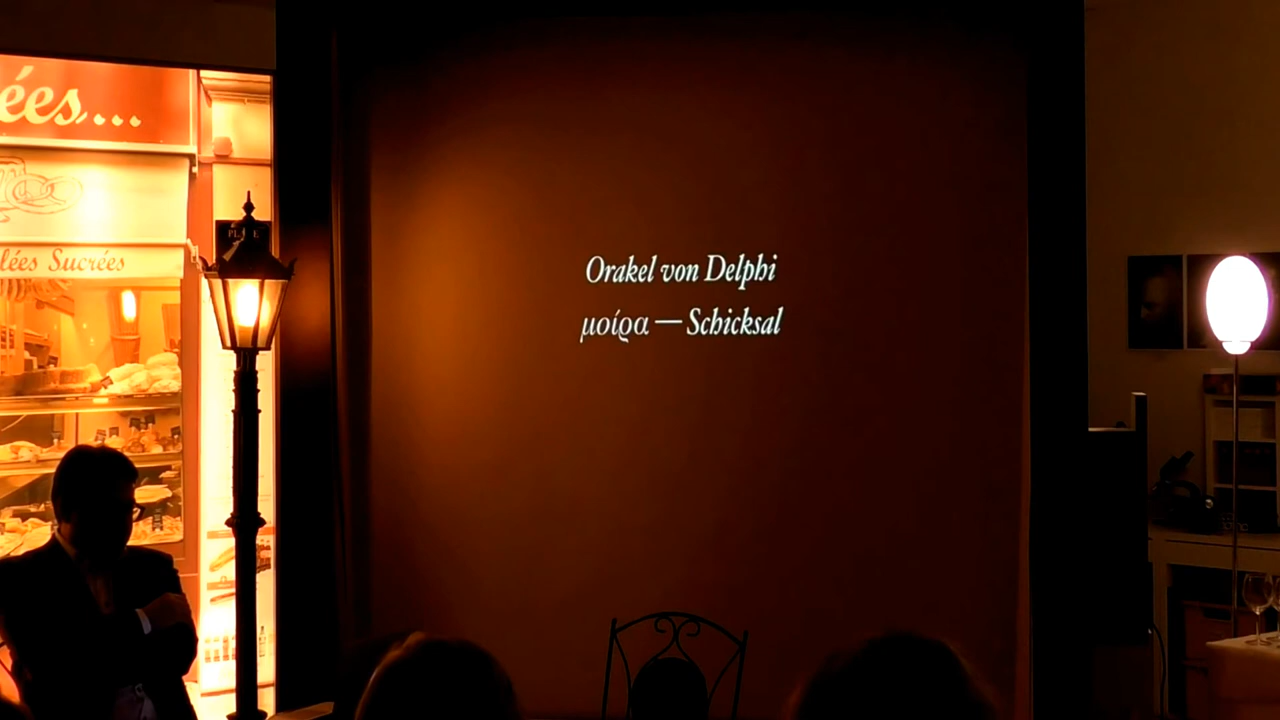 ées...
lées Sucrées
Orakel von Delphi
μοίρα — Schicksal